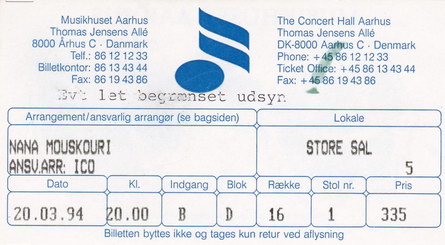 Musikhuset Aarhus
Thomas Jensens Allé
8000 Århus C - Danmark
Telf.: 86 12 12 33
Billetkontor: 86 13 43 44
Fax: 86 19 43 86
The Concert Hall Aarhus
Thomas Jensens Allé
DK-8000 Aarhus C - Danmark
Phone: +45 86 12 12 33
Ticket Office: +45 86 13 43 44
Fax: +45 86 19 43 86
Evt let begrænset udsyn
Arrangement/ansvarlig arrangør (se bagsiden) Lokale
NANA MOUSKOURI STORE SAL
ANSV.ARR: ICO 5
Dato Kl. Indgang Blok Række Stol nr. Pris
20.03.94 20.00 B D 16 1 335
Billetten byttes ikke og tages kun retur ved aflysning